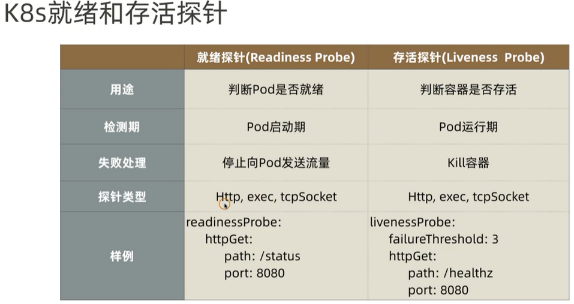 K8s就绪和存活探针
就绪探针(Readiness Probe) 存活探针(Liveness Probe)
用途 判断Pod是否就绪 判断容器是否存活
检测期 Pod启动期 Pod运行期
失败处理 停止向Pod发送流量 Kill容器
探针类型 Http, exec, tcpSocket Http, exec, tcpSocket
样例
readinessProbe:
httpGet:
path: /status
port: 8080
livenessProbe:
failureThreshold: 3
httpGet:
path: /healthz
port: 8080